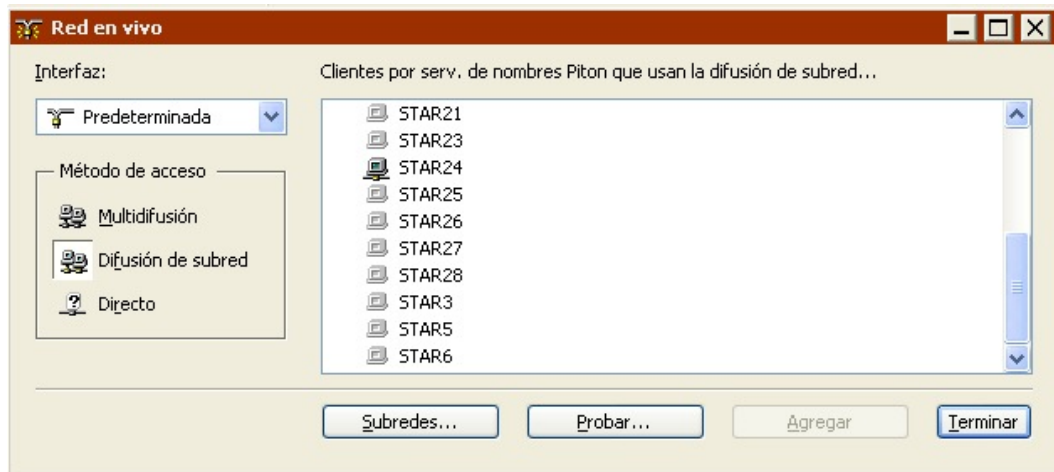 Red en vivo
Interfaz:
Predeterminada
Método de acceso
Multidifusión
Difusión de subred
Directo
Clientes por serv. de nombres Piton que usan la difusión de subred...
STAR21
STAR23
STAR24
STAR25
STAR26
STAR27
STAR28
STAR3
STAR5
STAR6
Subredes...
Probar...
Agregar
Terminar